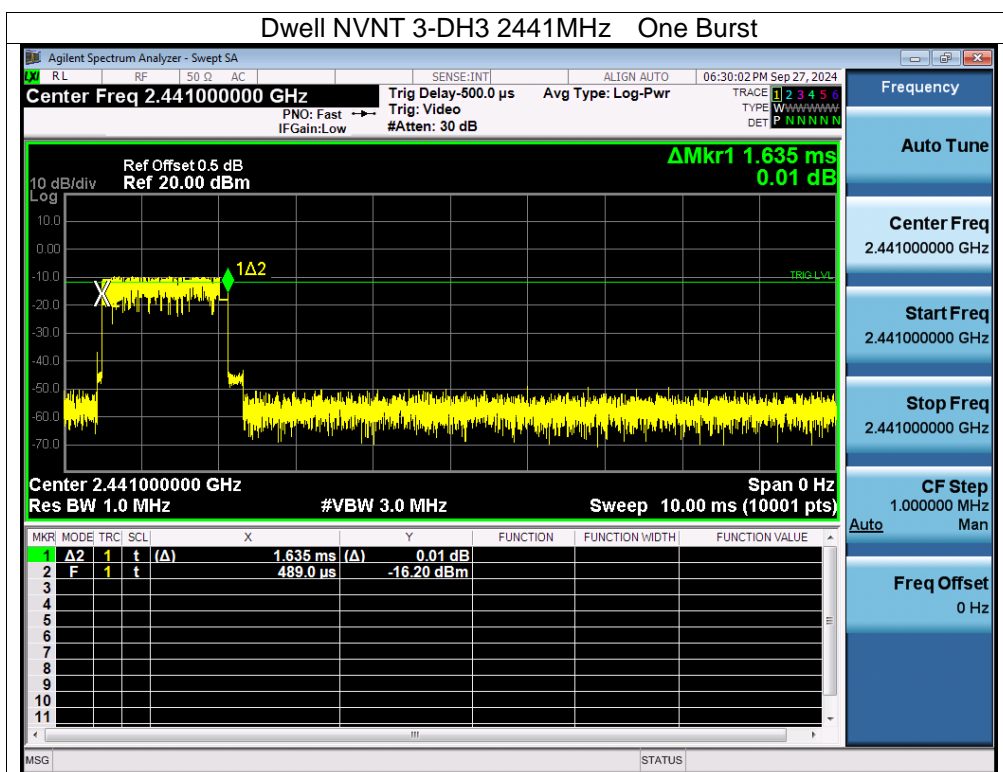 Dwell NVNT 3-DH3 2441MHz One Burst
Agilent Spectrum Analyzer - Swept SA
LXI RL RF 50 Ω AC SENSE:INT ALIGN AUTO 06:30:02 PM Sep 27, 2024
Center Freq 2.441000000 GHz
PNO: Fast
IFGain:Low
Trig Delay-500.0 µs
Trig: Video
#Atten: 30 dB
Avg Type: Log-Pwr
TRACE 1 2 3 4 5 6
TYPE WWWWWW
DET P N N N N N
ΔMkr1 1.635 ms
0.01 dB
Ref Offset 0.5 dB
10 dB/div Ref 20.00 dBm
Log
10.0
0.00
-10.0
-20.0
-30.0
-40.0
-50.0
-60.0
-70.0
X
1Δ2
TRIG LVL
Center 2.441000000 GHz Span 0 Hz
Res BW 1.0 MHz #VBW 3.0 MHz Sweep 10.00 ms (10001 pts)
MKR MODE TRC SCL X Y FUNCTION FUNCTION WIDTH FUNCTION VALUE
1 Δ2 1 t (Δ) 1.635 ms (Δ) 0.01 dB
2 F 1 t 489.0 µs -16.20 dBm
3
4
5
6
7
8
9
10
11
MSG STATUS
Frequency
Auto Tune
Center Freq
2.441000000 GHz
Start Freq
2.441000000 GHz
Stop Freq
2.441000000 GHz
CF Step
1.000000 MHz
Auto Man
Freq Offset
0 Hz